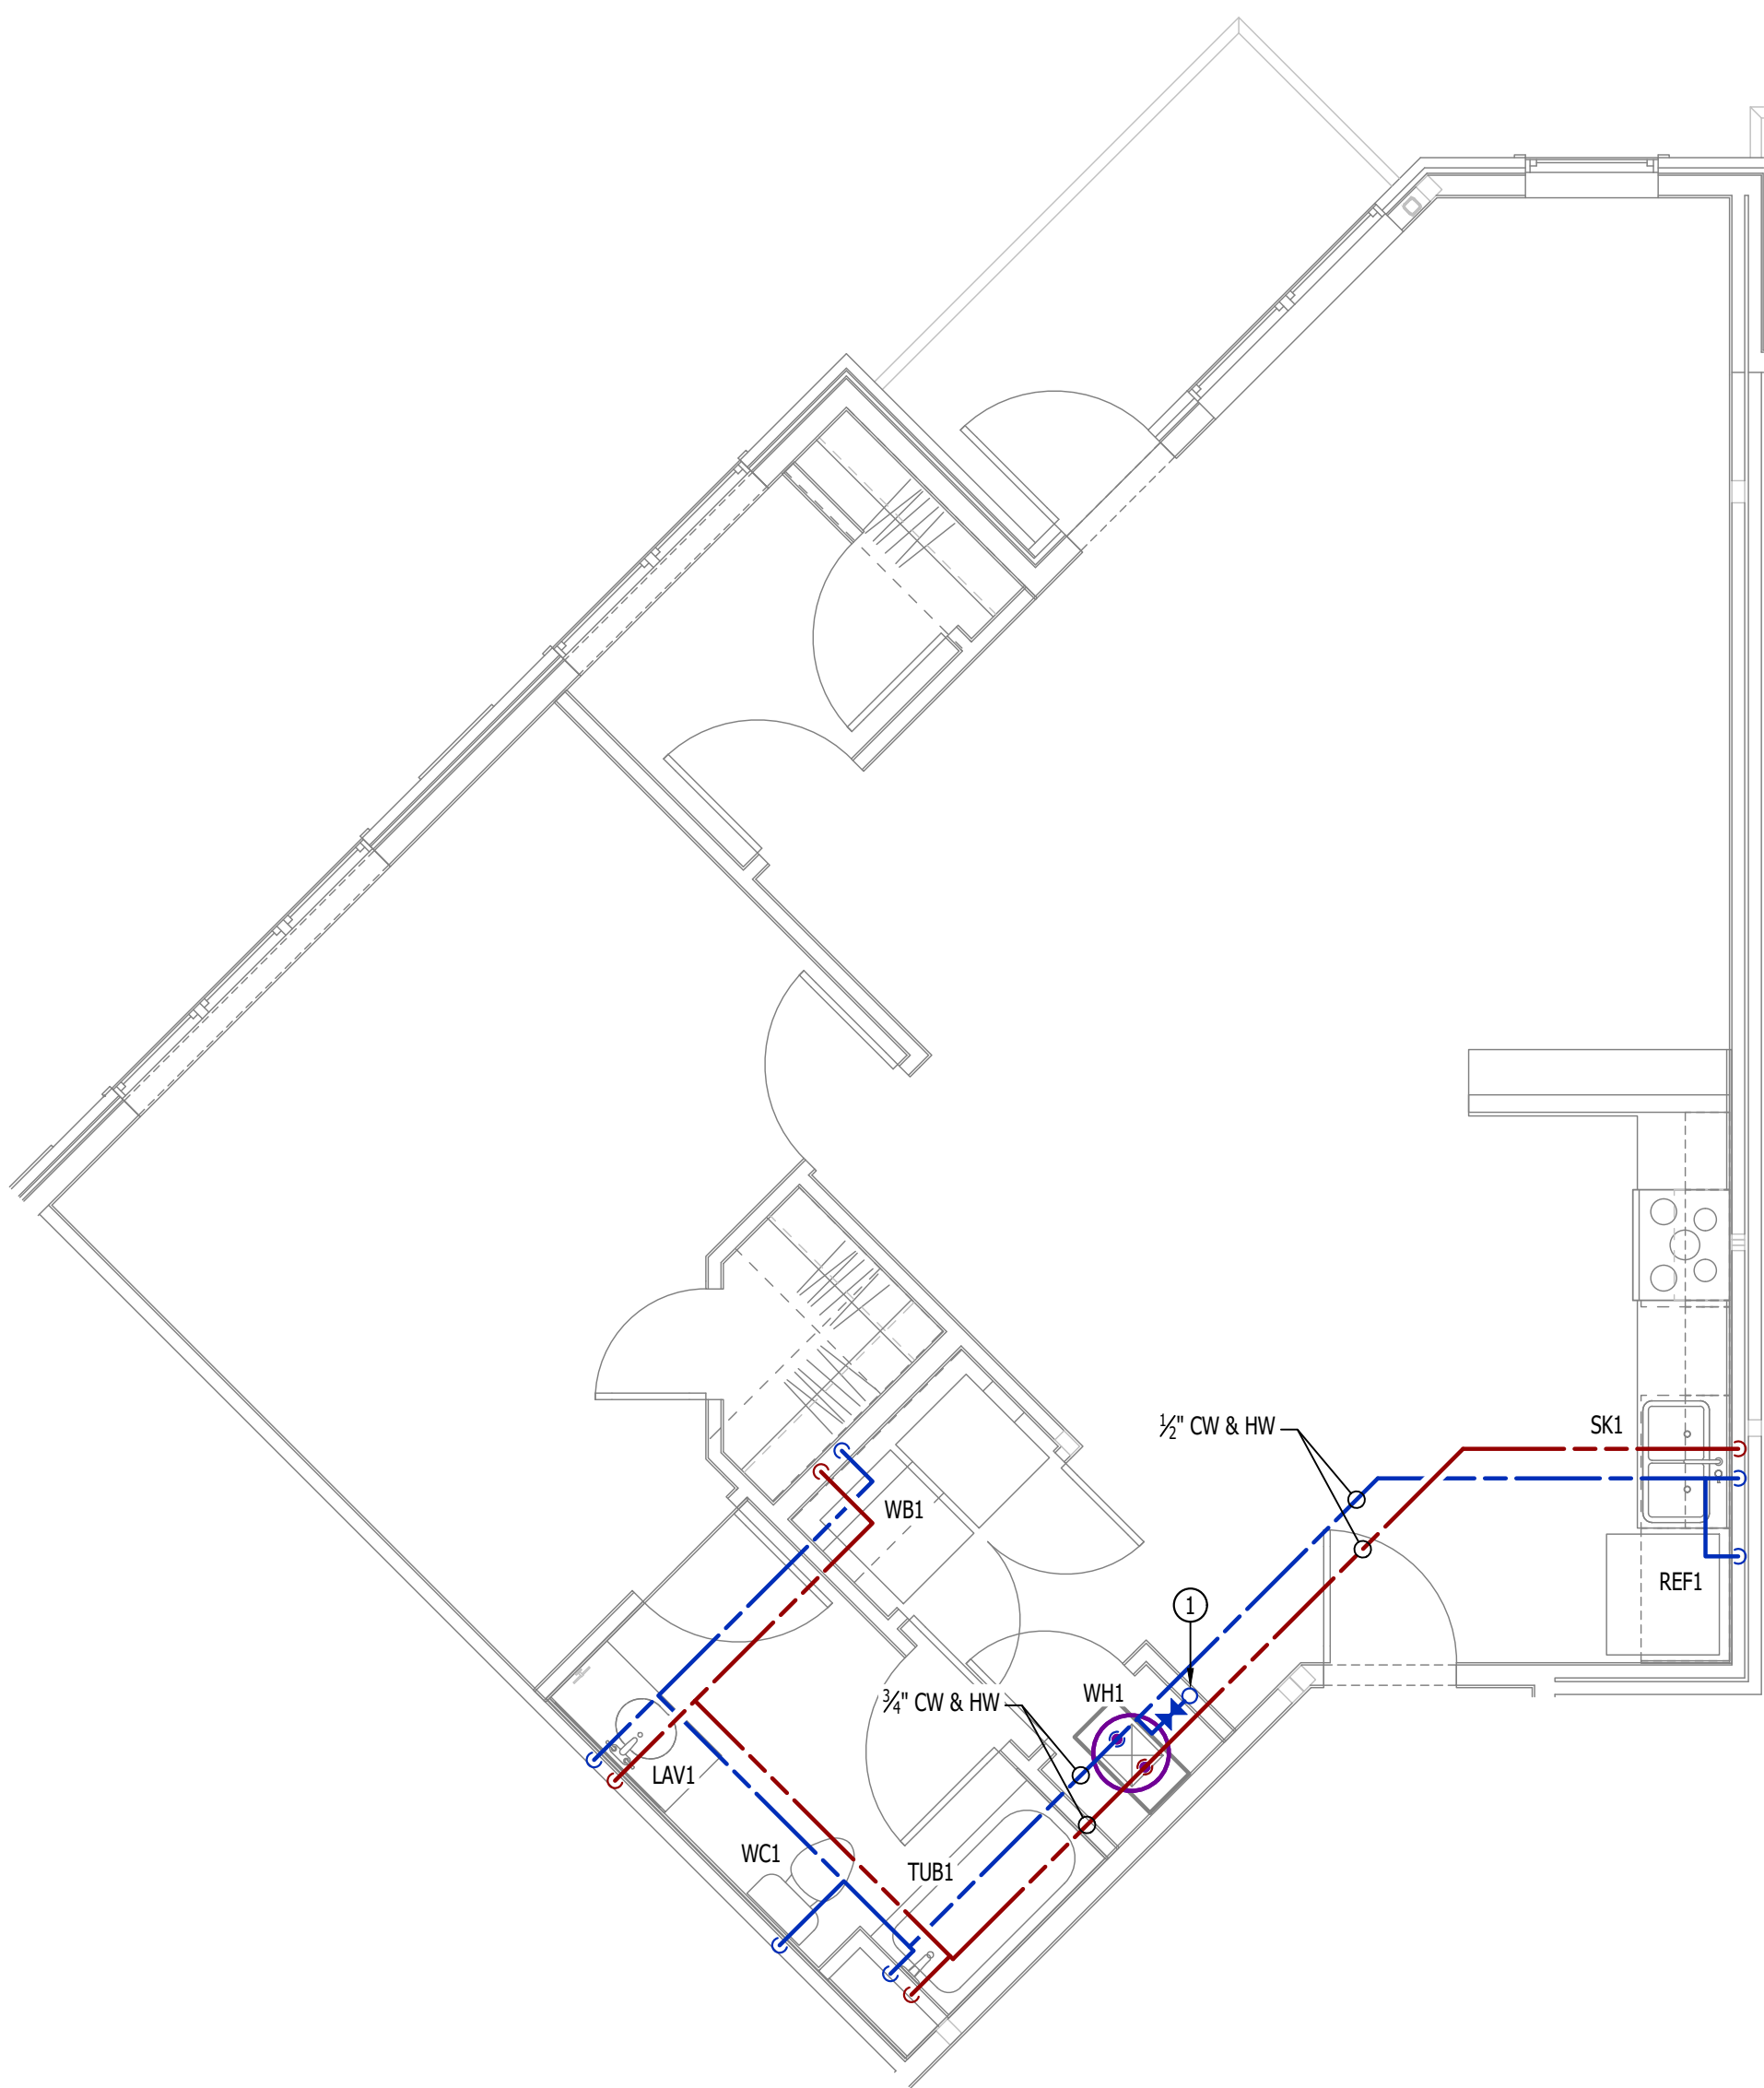 ½" CW & HW
SK1
WB1
REF1
1
WH1
¾" CW & HW
LAV1
WC1
TUB1